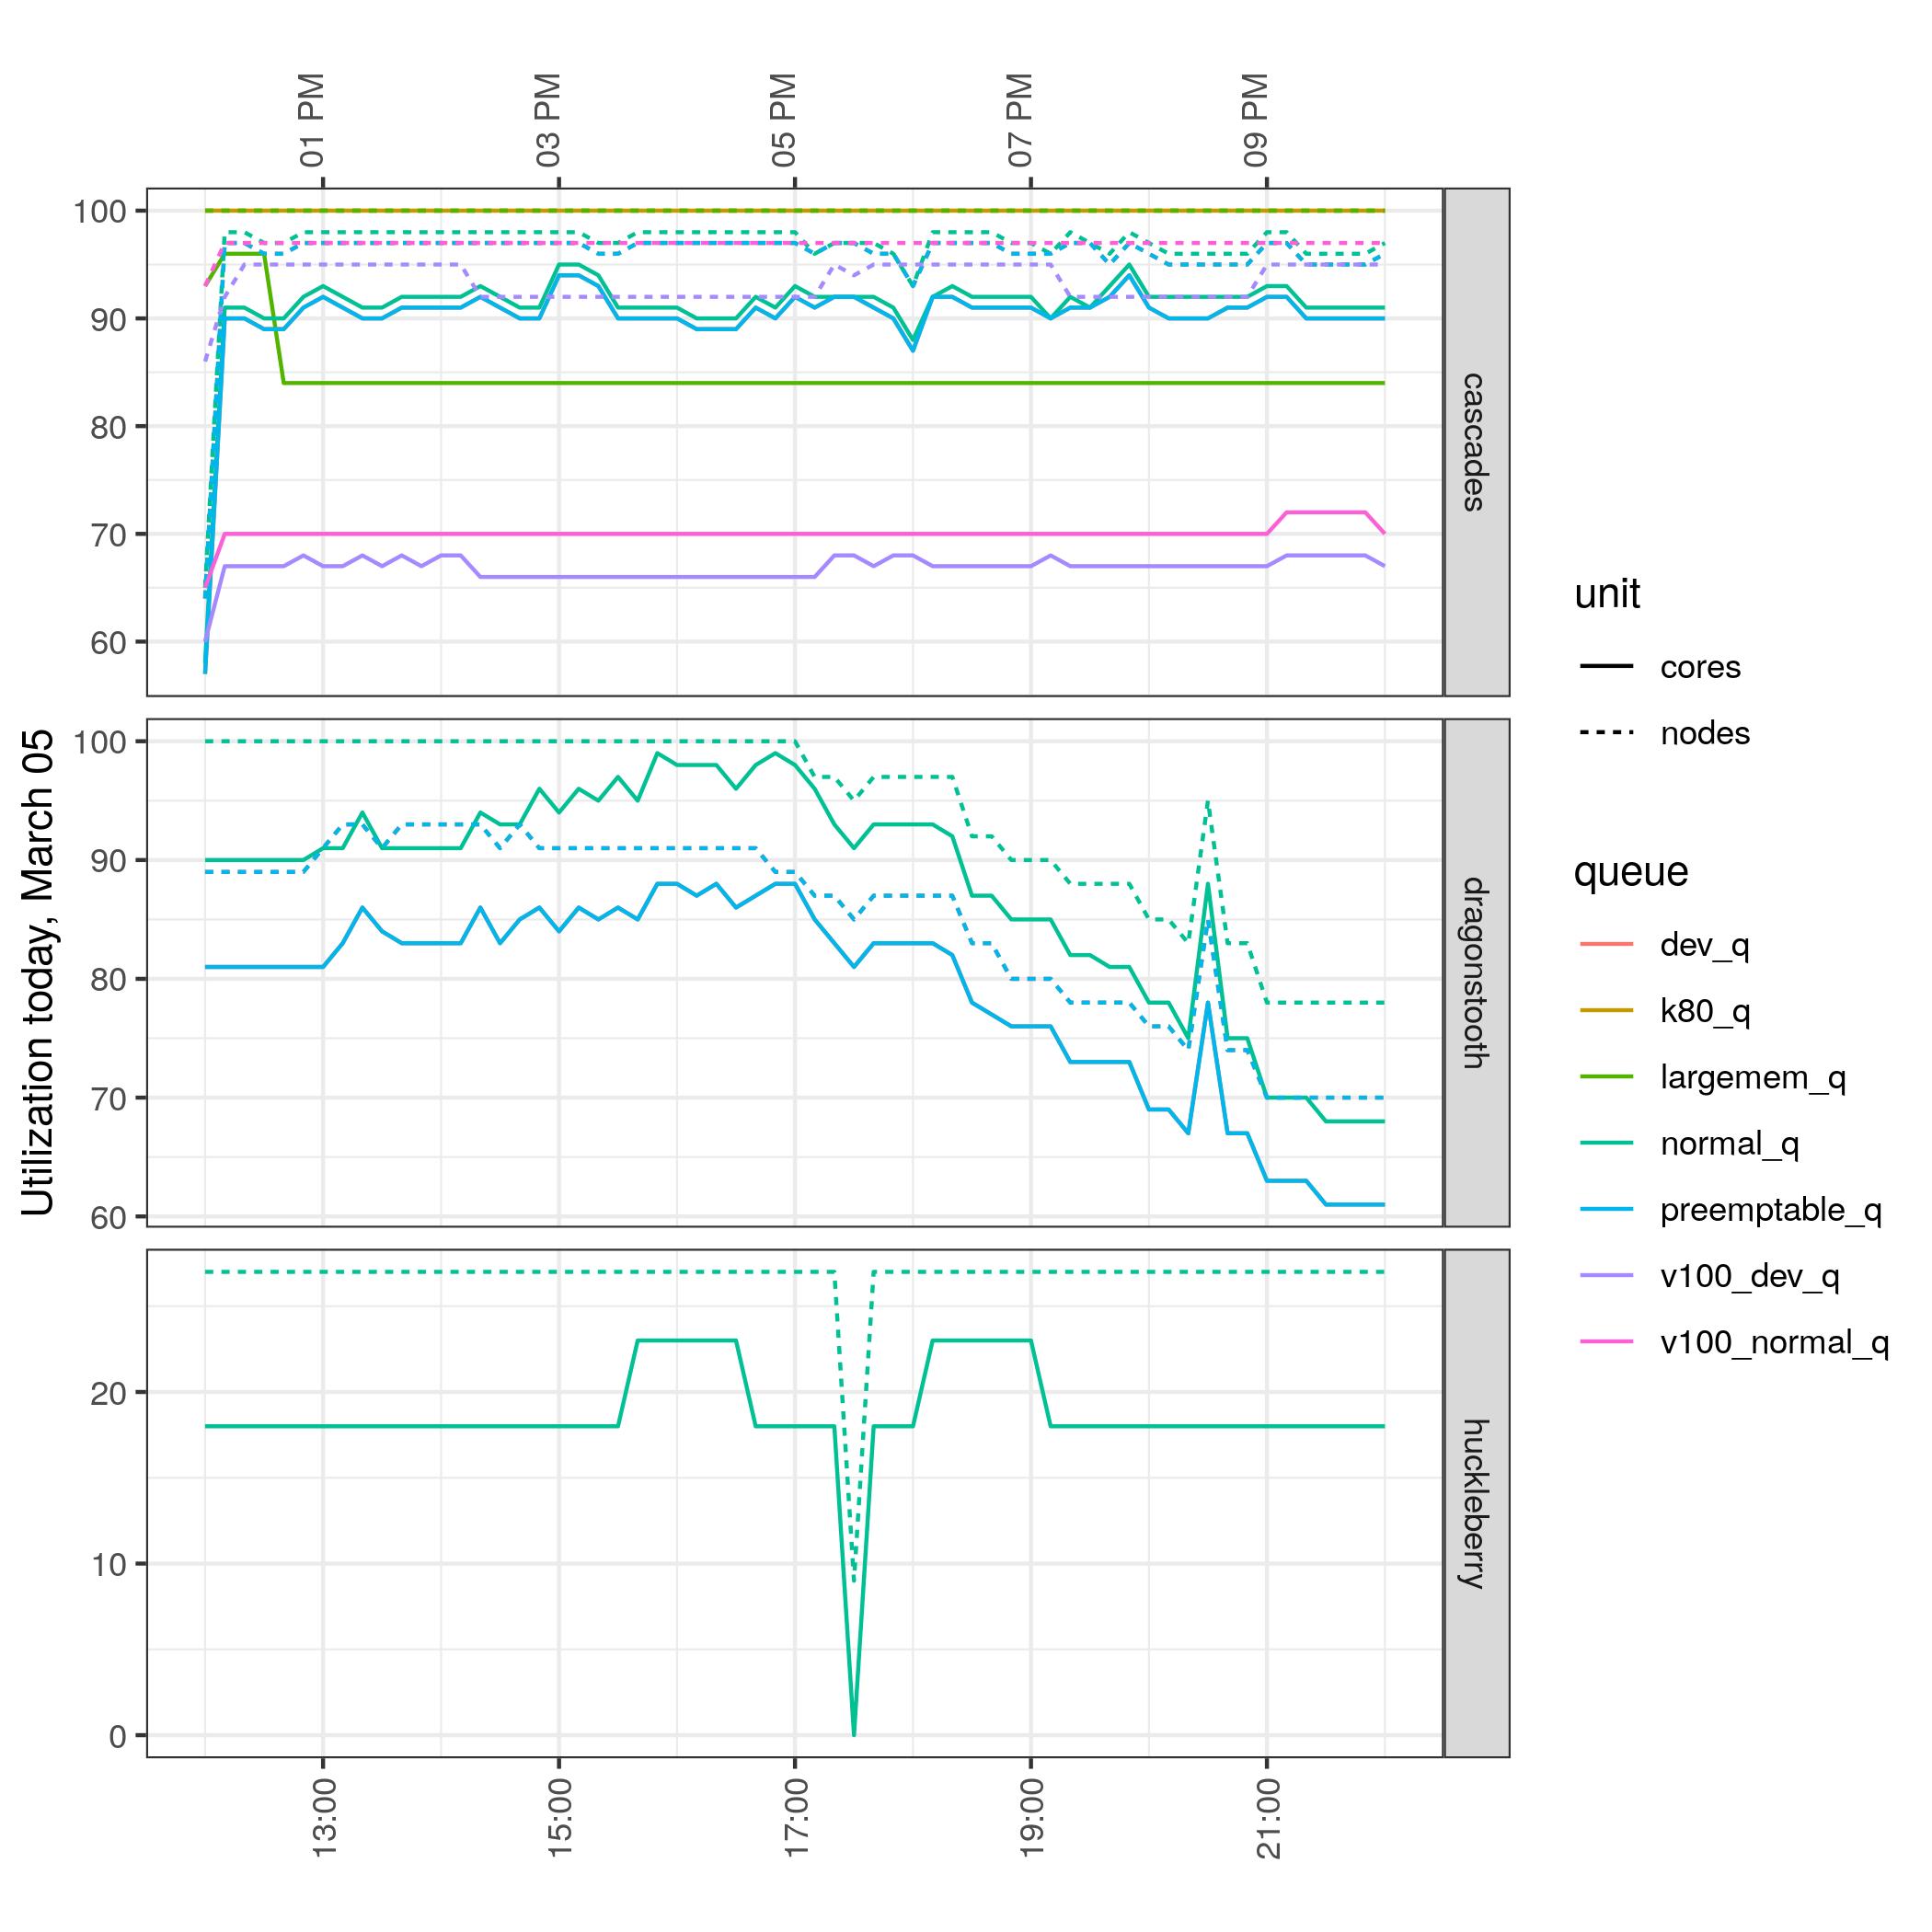 01 PM
03 PM
05 PM
07 PM
09 PM
Utilization today, March 05
100
90
80
70
60
cascades
100
90
80
70
60
dragonstooth
20
10
0
huckleberry
13:00
15:00
17:00
19:00
21:00
unit
cores
nodes
queue
dev_q
k80_q
largemem_q
normal_q
preemptable_q
v100_dev_q
v100_normal_q